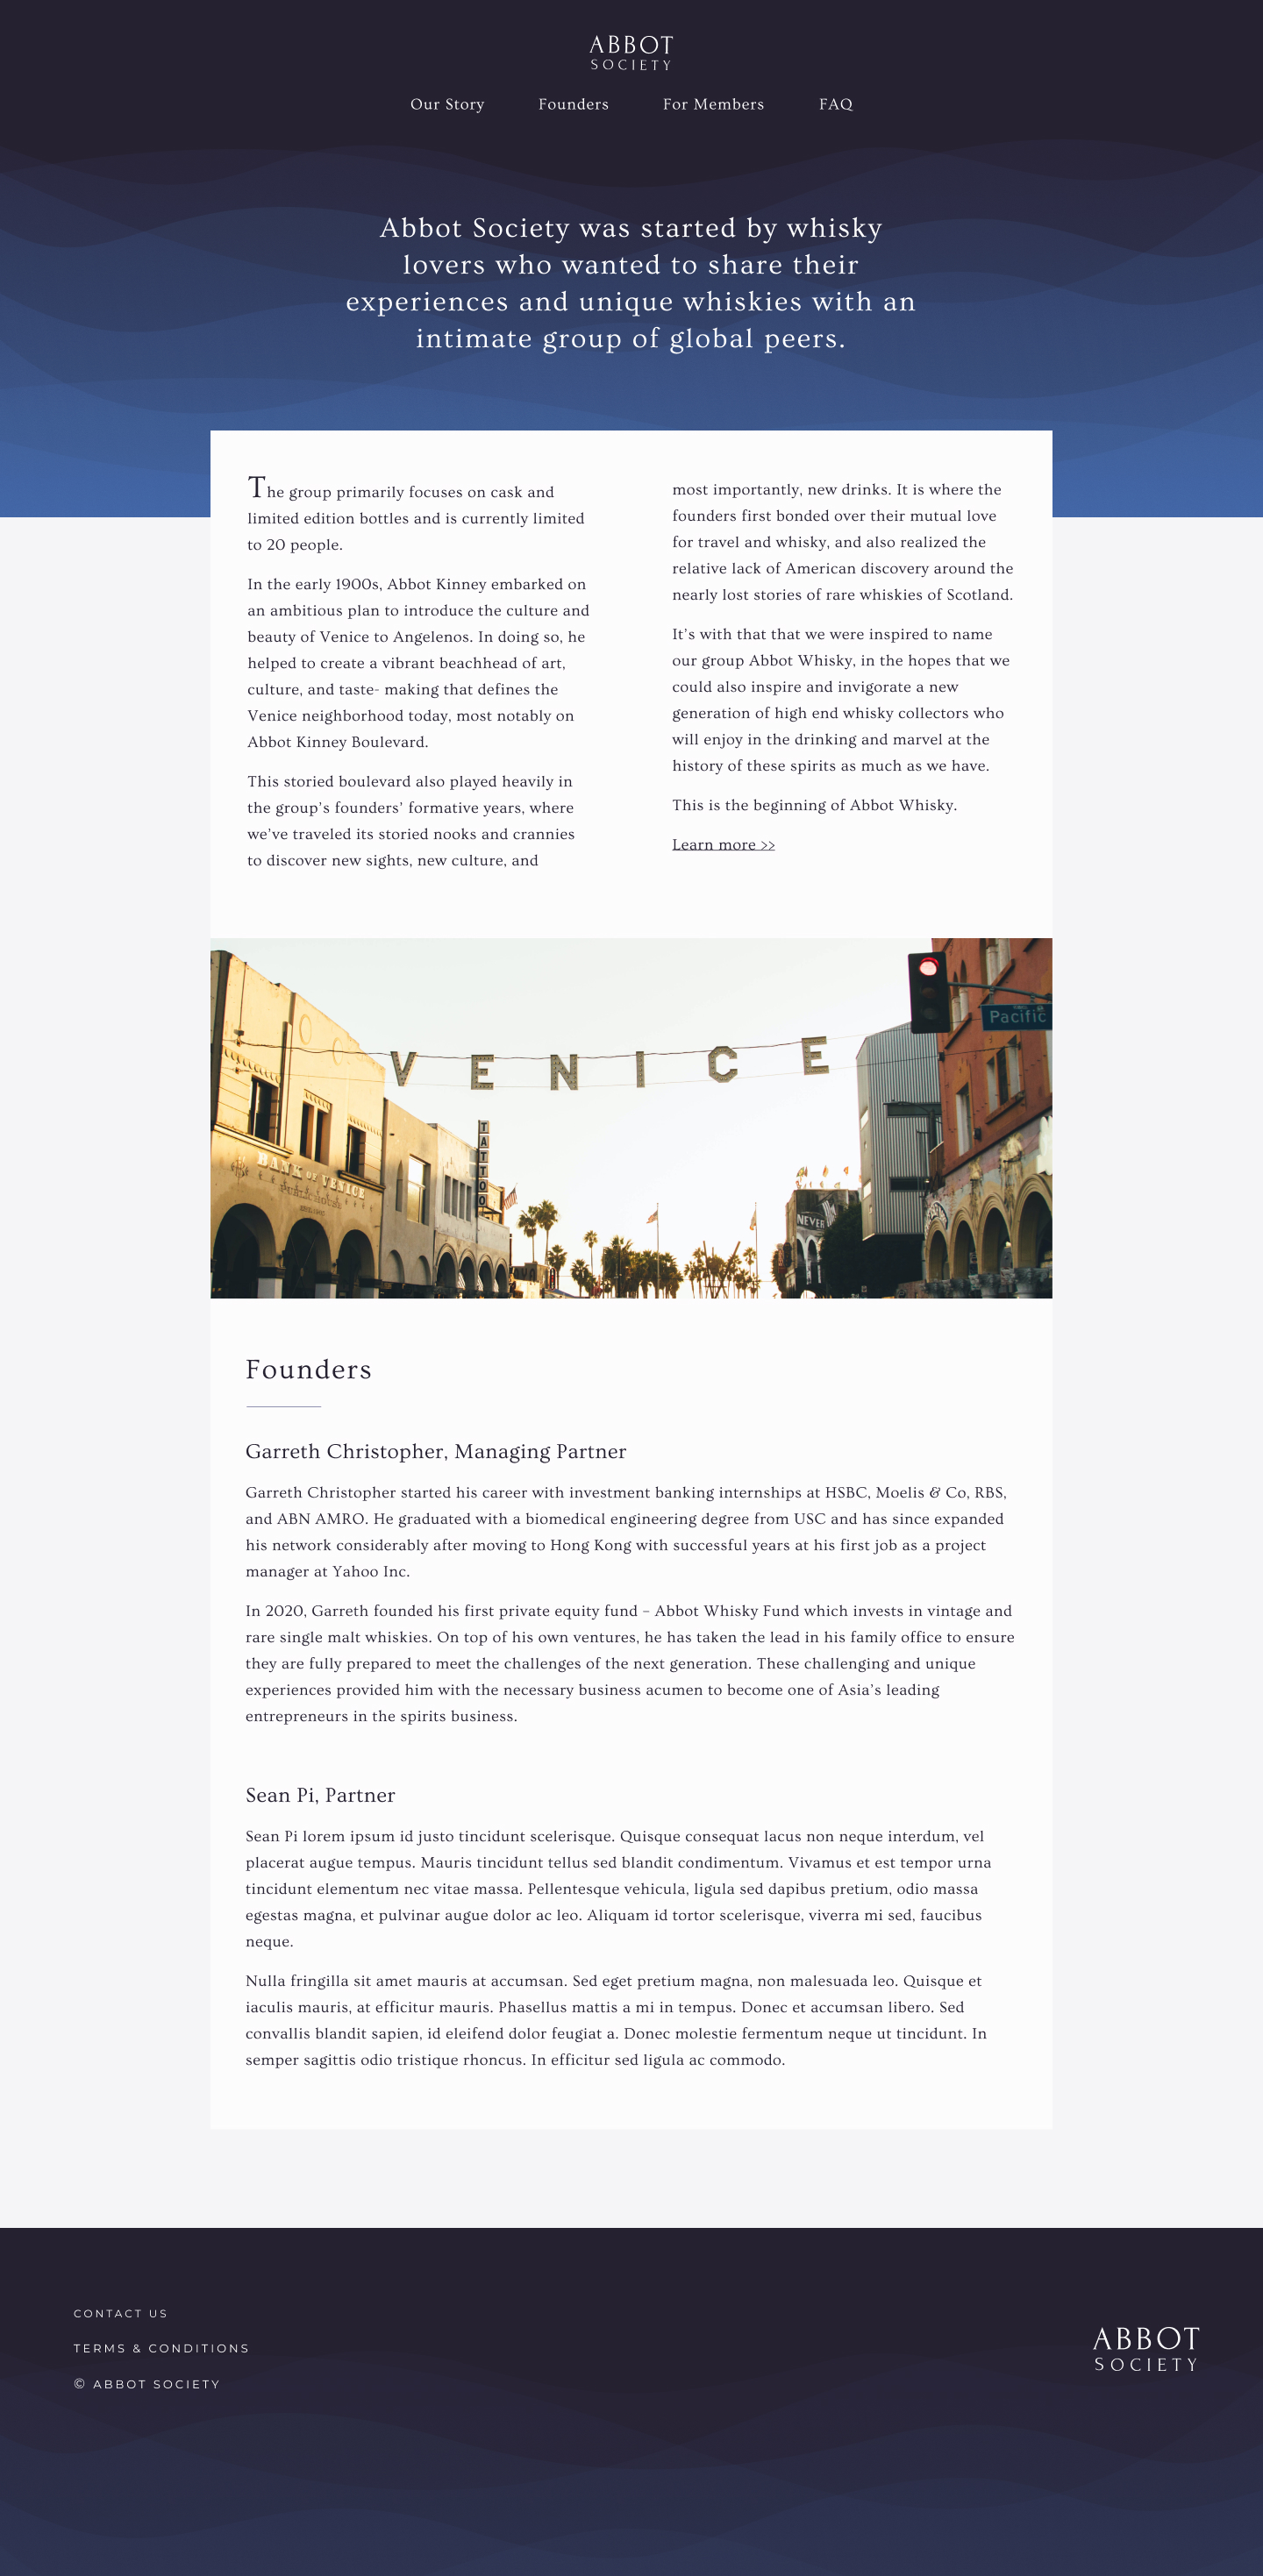 ABBOT
SOCIETY
Our Story
Founders
For Members
FAQ
Abbot Society was started by whisky
lovers who wanted to share their
experiences and unique whiskies with an
intimate group of global peers.
The group primarily focuses on cask and
limited edition bottles and is currently limited
to 20 people.
In the early 1900s, Abbot Kinney embarked on
an ambitious plan to introduce the culture and
beauty of Venice to Angelenos. In doing so, he
helped to create a vibrant beachhead of art,
culture, and taste- making that defines the
Venice neighborhood today, most notably on
Abbot Kinney Boulevard.
This storied boulevard also played heavily in
the group’s founders’ formative years, where
we’ve traveled its storied nooks and crannies
to discover new sights, new culture, and
most importantly, new drinks. It is where the
founders first bonded over their mutual love
for travel and whisky, and also realized the
relative lack of American discovery around the
nearly lost stories of rare whiskies of Scotland.
It’s with that that we were inspired to name
our group Abbot Whisky, in the hopes that we
could also inspire and invigorate a new
generation of high end whisky collectors who
will enjoy in the drinking and marvel at the
history of these spirits as much as we have.
This is the beginning of Abbot Whisky.
Learn more >>
Pacific
VENICE
TATTOO
BANK OF VENICE
NEVER
Founders
Garreth Christopher, Managing Partner
Garreth Christopher started his career with investment banking internships at HSBC, Moelis & Co, RBS,
and ABN AMRO. He graduated with a biomedical engineering degree from USC and has since expanded
his network considerably after moving to Hong Kong with successful years at his first job as a project
manager at Yahoo Inc.
In 2020, Garreth founded his first private equity fund – Abbot Whisky Fund which invests in vintage and
rare single malt whiskies. On top of his own ventures, he has taken the lead in his family office to ensure
they are fully prepared to meet the challenges of the next generation. These challenging and unique
experiences provided him with the necessary business acumen to become one of Asia’s leading
entrepreneurs in the spirits business.
Sean Pi, Partner
Sean Pi lorem ipsum id justo tincidunt scelerisque. Quisque consequat lacus non neque interdum, vel
placerat augue tempus. Mauris tincidunt tellus sed blandit condimentum. Vivamus et est tempor urna
tincidunt elementum nec vitae massa. Pellentesque vehicula, ligula sed dapibus pretium, odio massa
egestas magna, et pulvinar augue dolor ac leo. Aliquam id tortor scelerisque, viverra mi sed, faucibus
neque.
Nulla fringilla sit amet mauris at accumsan. Sed eget pretium magna, non malesuada leo. Quisque et
iaculis mauris, at efficitur mauris. Phasellus mattis a mi in tempus. Donec et accumsan libero. Sed
convallis blandit sapien, id eleifend dolor feugiat a. Donec molestie fermentum neque ut tincidunt. In
semper sagittis odio tristique rhoncus. In efficitur sed ligula ac commodo.
CONTACT US
TERMS & CONDITIONS
© ABBOT SOCIETY
ABBOT
SOCIETY